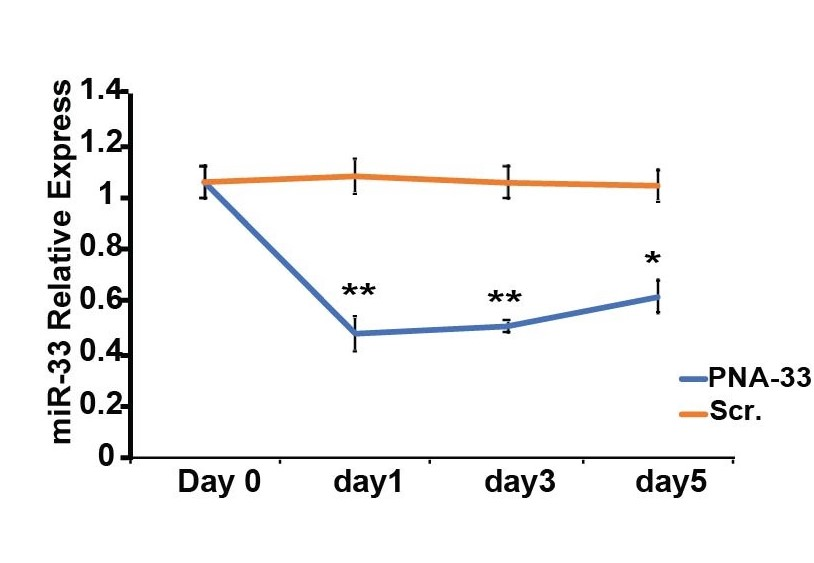 miR-33 Relative Express
1.4
1.2
1
0.8
0.6
0.4
0.2
0
**
**
*
Day 0 day1 day3 day5
PNA-33
Scr.